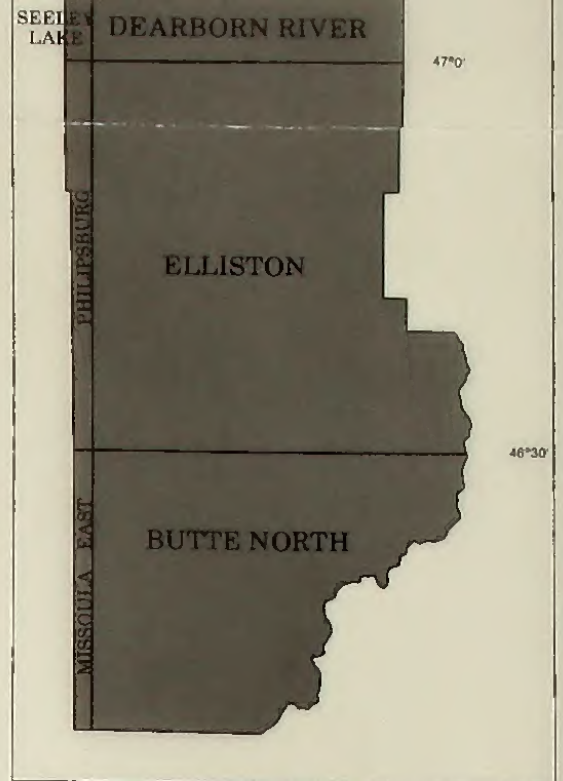 SEELEY
LAKE
DEARBORN RIVER
47°0'
PHILIPSBURG
ELLISTON
46°30'
MISSOULA EAST
BUTTE NORTH